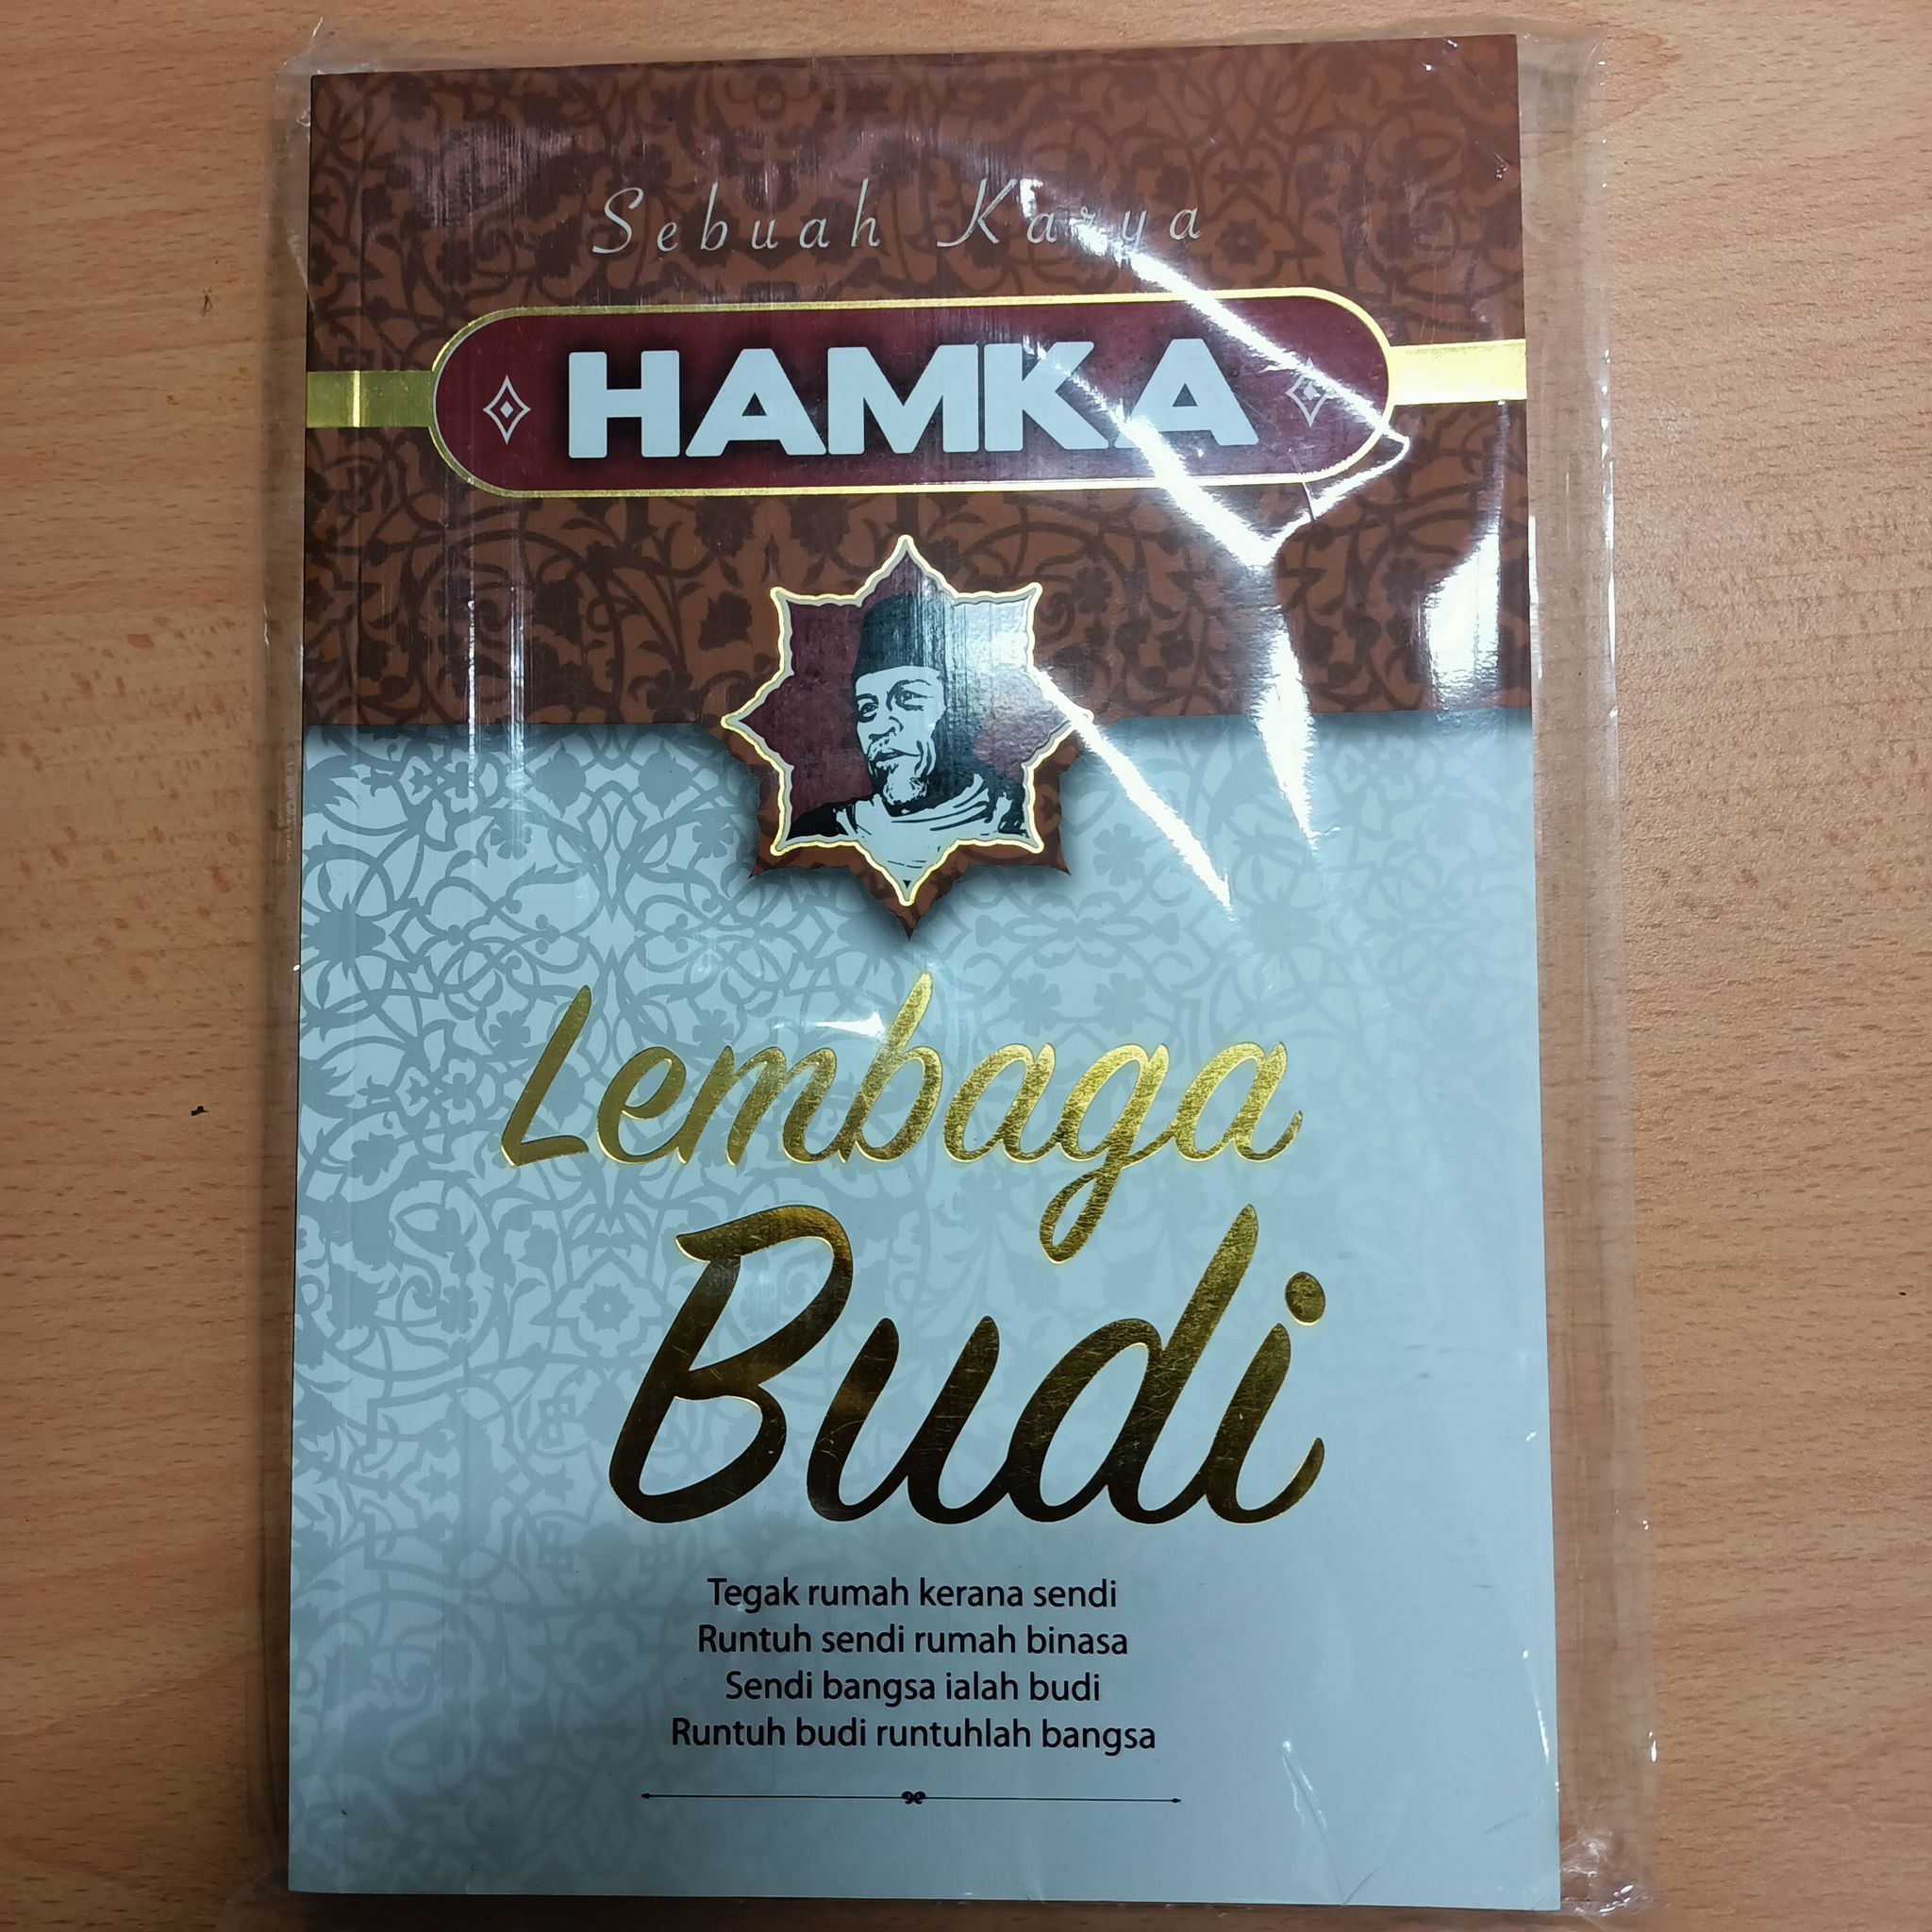 Sebuah Karya
HAMKA
Lembaga
Budi
Tegak rumah kerana sendi
Runtuh sendi rumah binasa
Sendi bangsa ialah budi
Runtuh budi runtuhlah bangsa